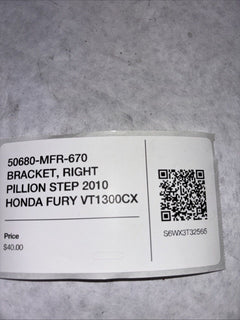 50680-MFR-670
BRACKET, RIGHT
PILLION STEP 2010
HONDA FURY VT1300CX
Price
$40.00
S6WX3T32565